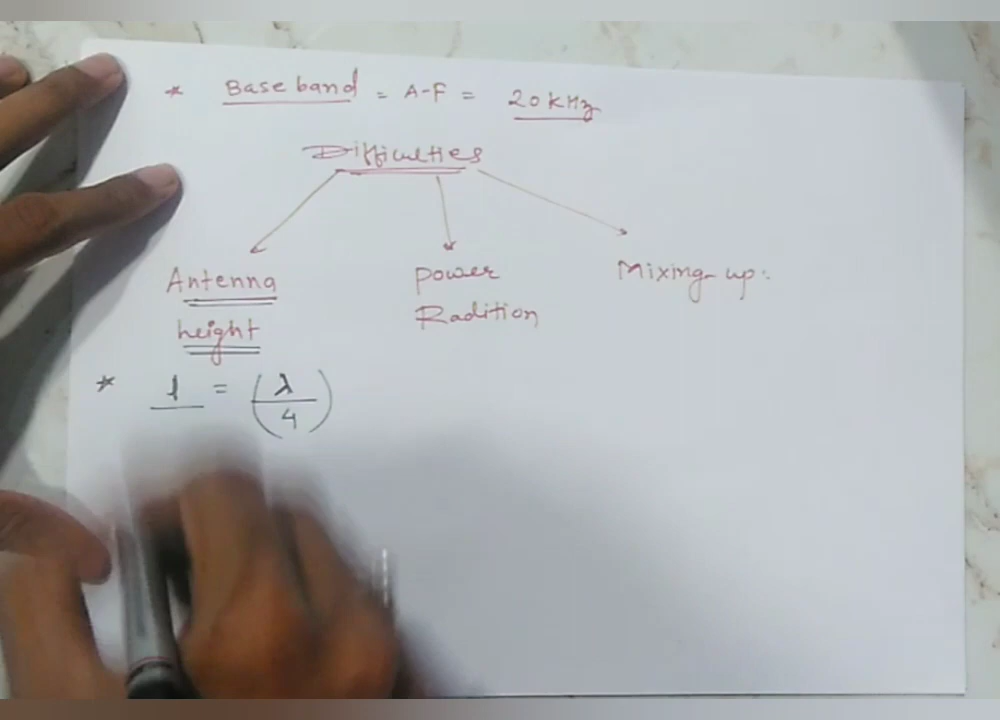 * Base band = A-F = 20 kHz
Difficulties
Antenna height
Power Radition
Mixing-up.
* l = (λ/4)